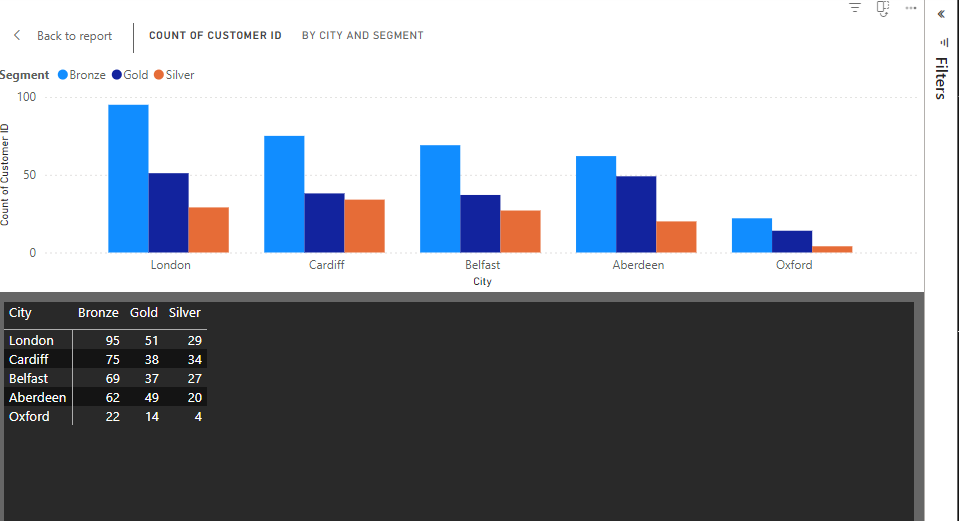 Back to report
COUNT OF CUSTOMER ID BY CITY AND SEGMENT
Segment Bronze Gold Silver
100
50
0
Count of Customer ID
London Cardiff Belfast Aberdeen Oxford
City
City Bronze Gold Silver
London 95 51 29
Cardiff 75 38 34
Belfast 69 37 27
Aberdeen 62 49 20
Oxford 22 14 4
Filters